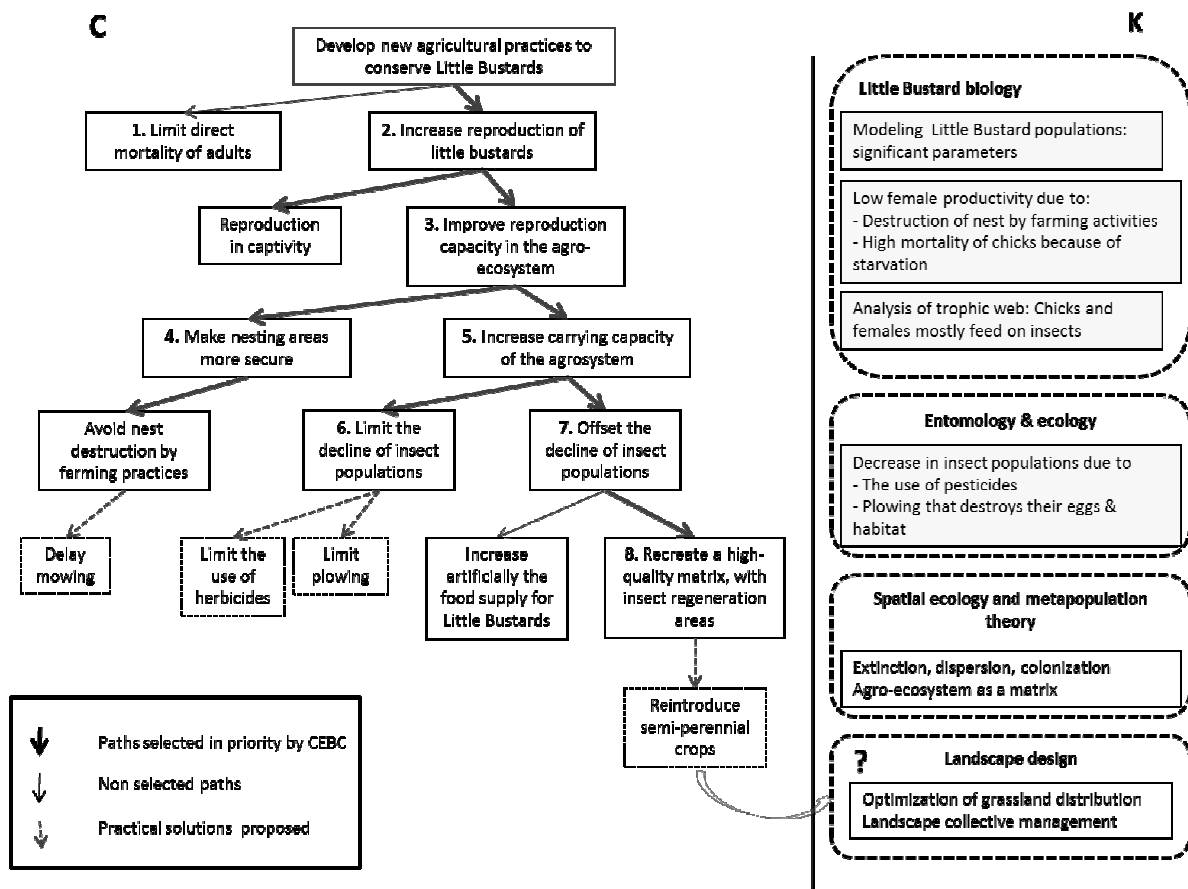 C
Develop new agricultural practices to
conserve Little Bustards
1. Limit direct
mortality of adults
2. Increase reproduction of
little bustards
Reproduction
in captivity
3. Improve reproduction
capacity in the agro-
ecosystem
4. Make nesting areas
more secure
5. Increase carrying capacity
of the agrosystem
Avoid nest
destruction by
farming practices
6. Limit the
decline of insect
populations
7. Offset the
decline of insect
populations
Delay
mowing
Limit the
use of
herbicides
Limit
plowing
Increase
artificially the
food supply for
Little Bustards
8. Recreate a high-
quality matrix, with
insect regeneration
areas
Reintroduce
semi-perennial
crops
Paths selected in priority by CEBC
Non selected paths
Practical solutions proposed
K
Little Bustard biology
Modeling Little Bustard populations:
significant parameters
Low female productivity due to:
- Destruction of nest by farming activities
- High mortality of chicks because of
starvation
Analysis of trophic web: Chicks and
females mostly feed on insects
Entomology & ecology
Decrease in insect populations due to
- The use of pesticides
- Plowing that destroys their eggs &
habitat
Spatial ecology and metapopulation
theory
Extinction, dispersion, colonization
Agro-ecosystem as a matrix
? Landscape design
Optimization of grassland distribution
Landscape collective management